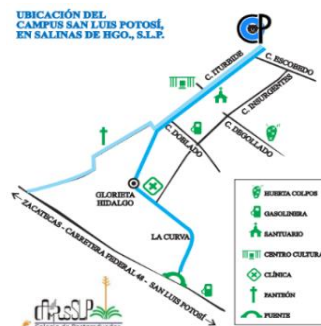 UBICACIÓN DEL
CAMPUS SAN LUIS POTOSÍ,
EN SALINAS DE HGO., S.L.P.
CP
C. ITURBIDE
C. ESCOBEDO
C. INSURGENTES
C. DOBLADO
C. DEGOLLADO
GLORIETA
HIDALGO
LA CURVA
ZACATECAS - CARRETERA FEDERAL 49 - SAN LUIS POTOSÍ
HUERTA COLPOS
GASOLINERA
SANTUARIO
CENTRO CULTURAL
CLÍNICA
PANTEÓN
PUENTE